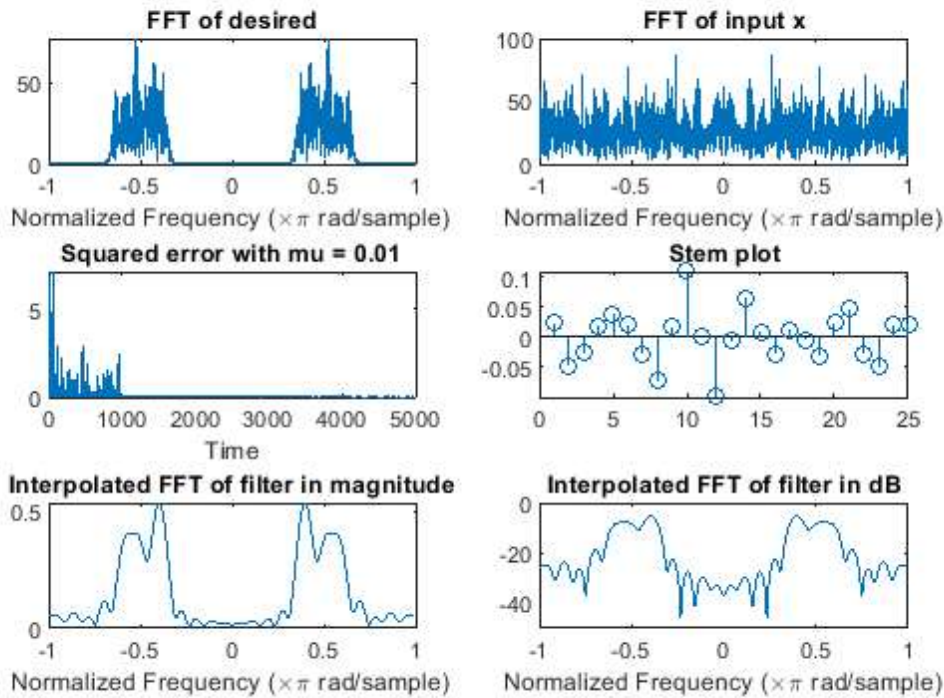 FFT of desired
50
0
-1 -0.5 0 0.5 1
Normalized Frequency (×π rad/sample)
FFT of input x
100
50
0
-1 -0.5 0 0.5 1
Normalized Frequency (×π rad/sample)
Squared error with mu = 0.01
5
0
0 1000 2000 3000 4000 5000
Time
Stem plot
0.1
0.05
0
-0.05
0 5 10 15 20 25
Interpolated FFT of filter in magnitude
0.5
0
-1 -0.5 0 0.5 1
Normalized Frequency (×π rad/sample)
Interpolated FFT of filter in dB
0
-20
-40
-1 -0.5 0 0.5 1
Normalized Frequency (×π rad/sample)